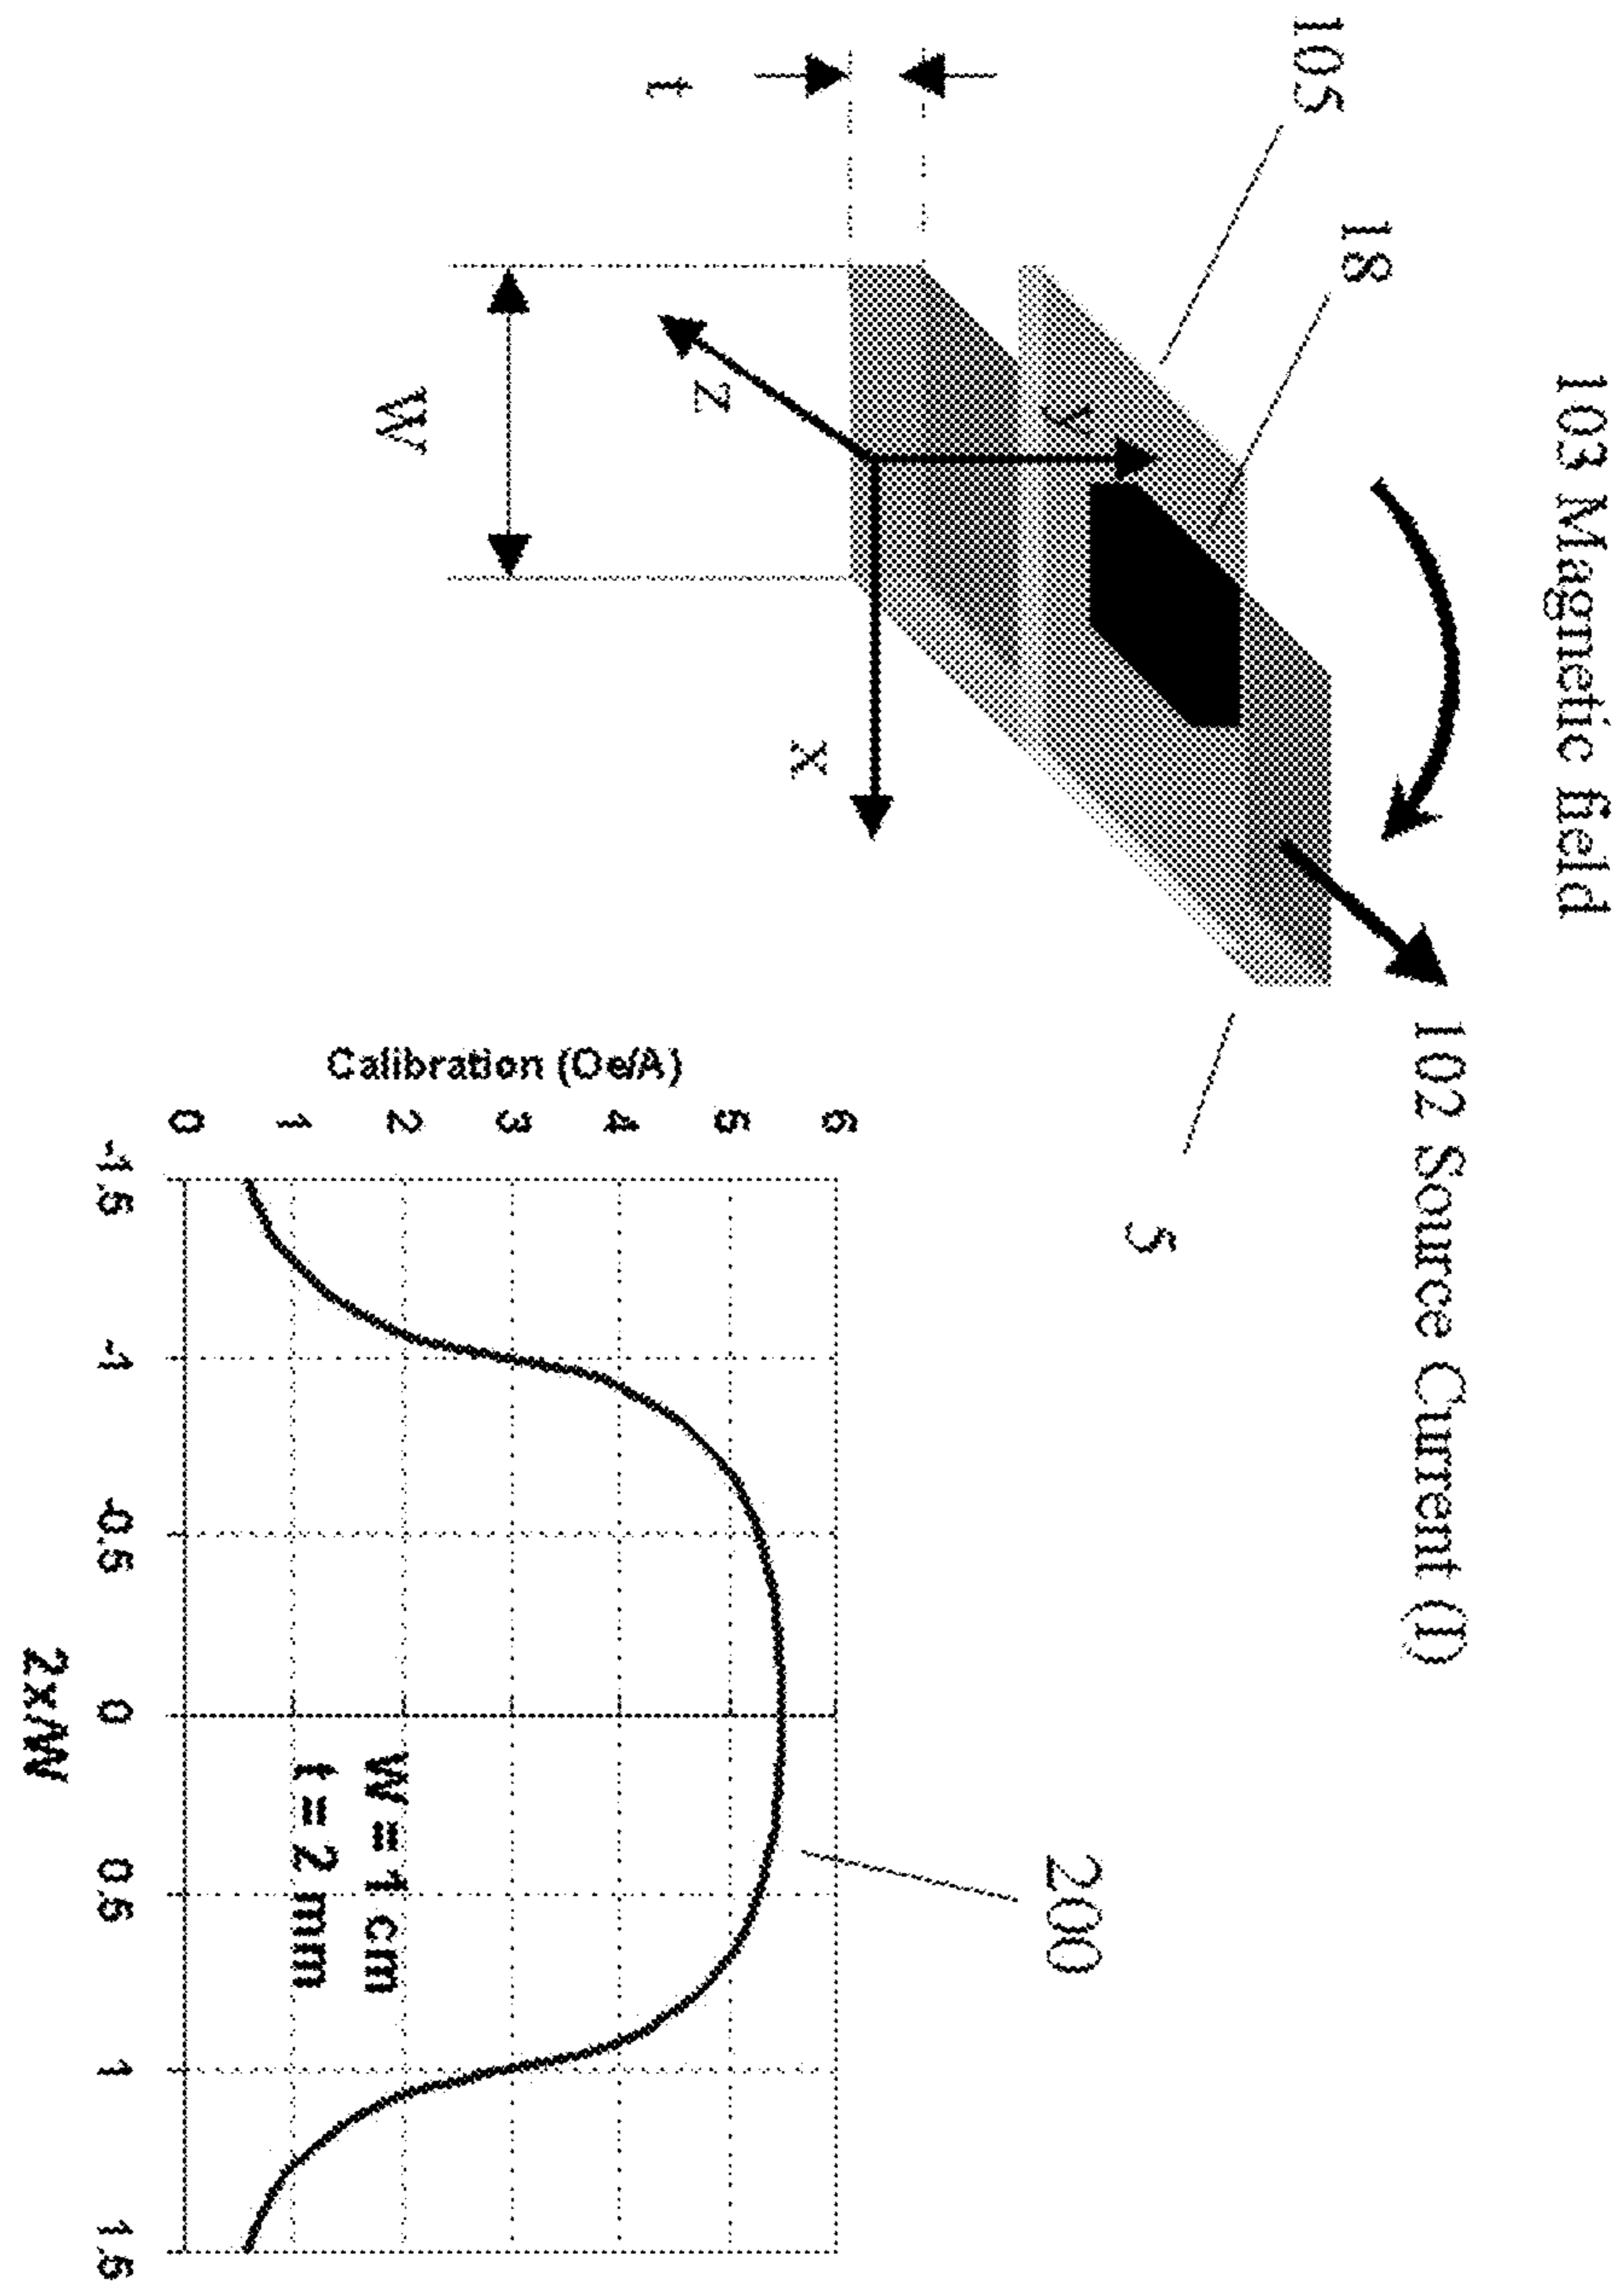 103 Magnetic field
102 Source Current (I)
105
18
y
z
x
t
W
5
200
Calibration (Oe/A)
6
5
4
3
2
1
0
W = 1 cm
t = 2 mm
-1.5
-1
-0.5
0
0.5
1
1.5
2x/W